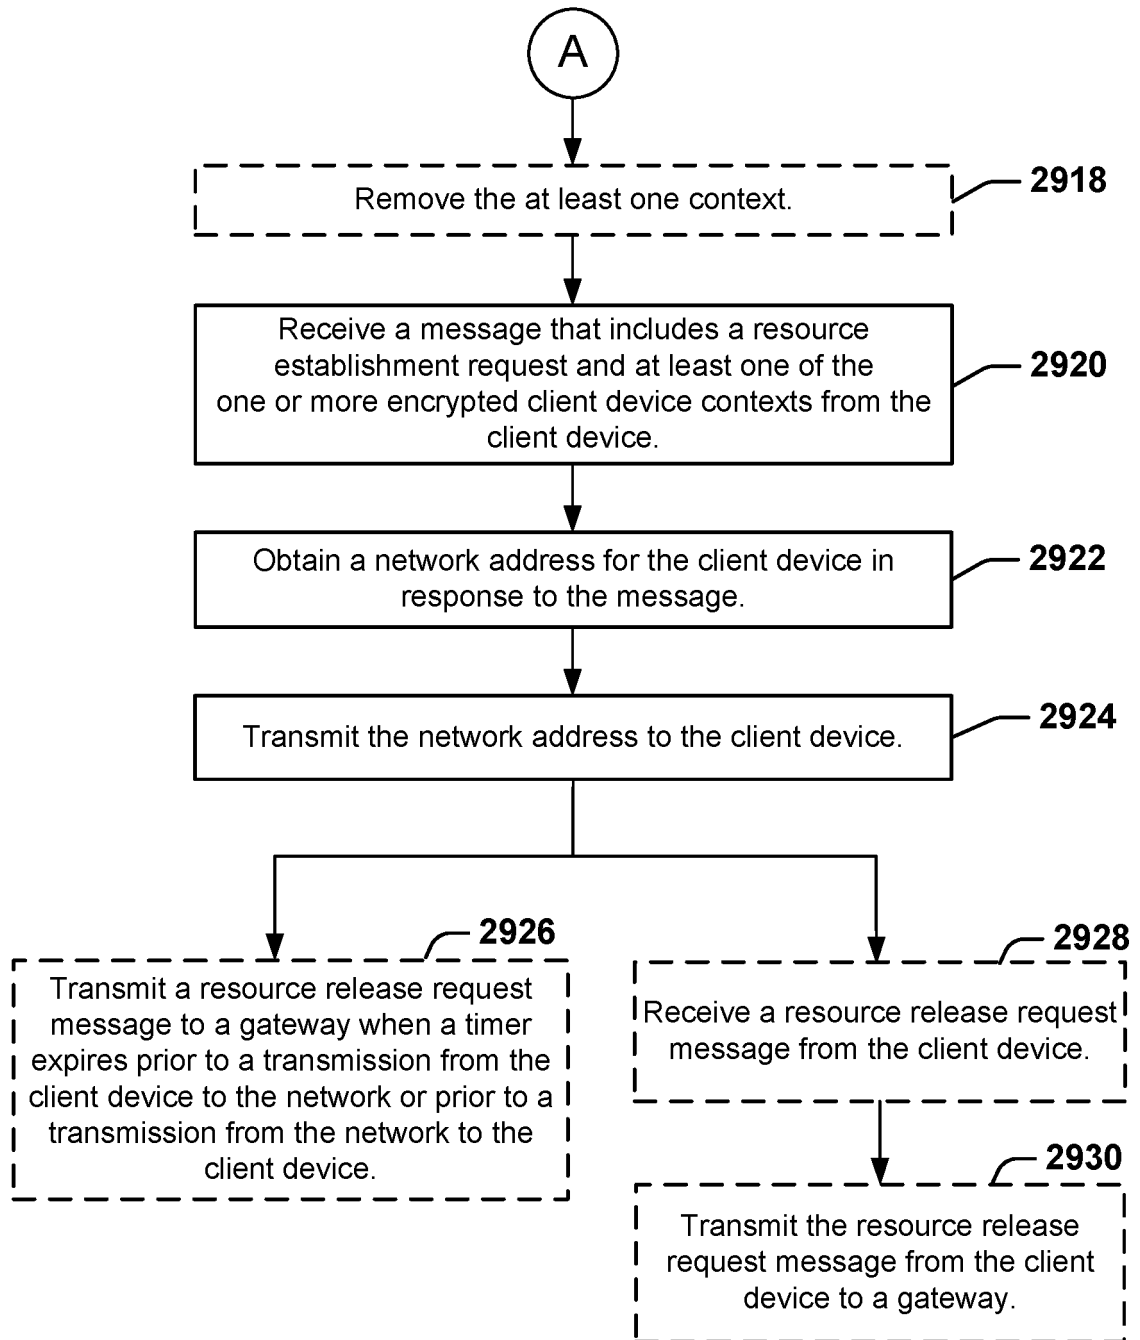 A
Remove the at least one context.
2918
Receive a message that includes a resource
establishment request and at least one of the
one or more encrypted client device contexts from the
client device.
2920
Obtain a network address for the client device in
response to the message.
2922
Transmit the network address to the client device.
2924
2926
Transmit a resource release request
message to a gateway when a timer
expires prior to a transmission from the
client device to the network or prior to a
transmission from the network to the
client device.
2928
Receive a resource release request
message from the client device.
2930
Transmit the resource release
request message from the client
device to a gateway.